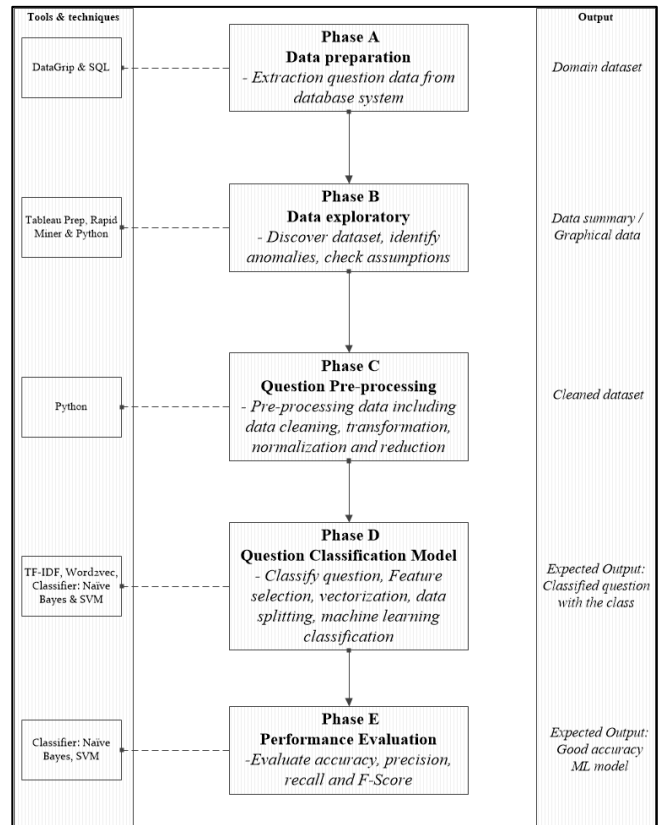 Tools & techniques
Output
Phase A
Data preparation
- Extraction question data from
database system
DataGrip & SQL
Domain dataset
Phase B
Data exploratory
- Discover dataset, identify
anomalies, check assumptions
Tableau Prep, Rapid
Miner & Python
Data summary /
Graphical data
Phase C
Question Pre-processing
- Pre-processing data including
data cleaning, transformation,
normalization and reduction
Python
Cleaned dataset
Phase D
Question Classification Model
- Classify question, Feature
selection, vectorization, data
splitting, machine learning
classification
TF-IDF, Word2vec,
Classifier: Naïve
Bayes & SVM
Expected Output:
Classified question
with the class
Phase E
Performance Evaluation
-Evaluate accuracy, precision,
recall and F-Score
Classifier: Naïve
Bayes, SVM
Expected Output:
Good accuracy
ML model